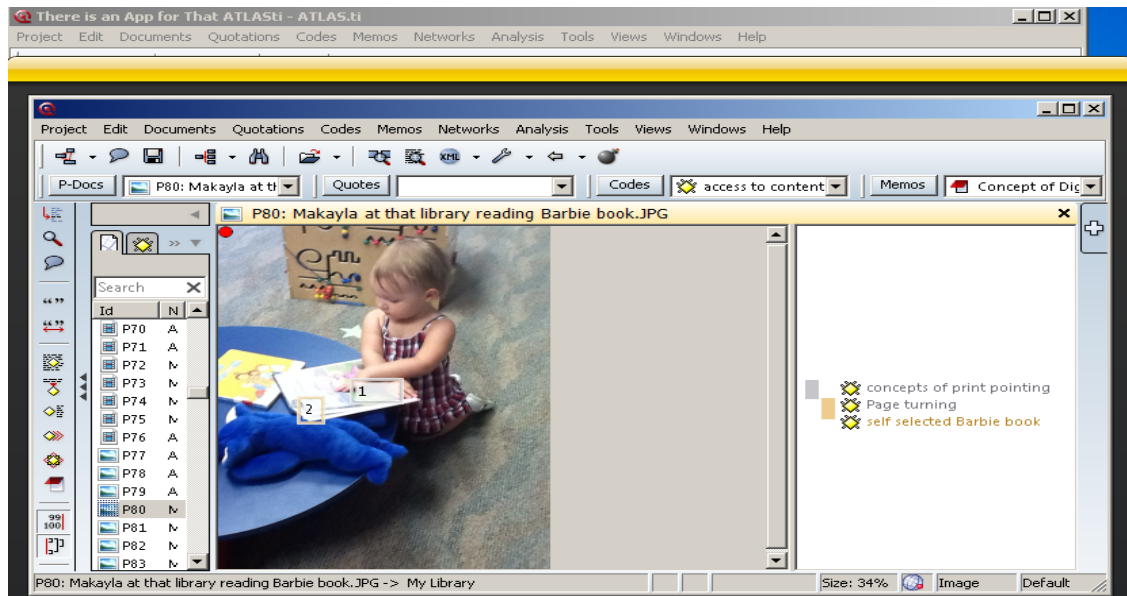 There is an App for That ATLASti - ATLAS.ti
Project Edit Documents Quotations Codes Memos Networks Analysis Tools Views Windows Help
Project Edit Documents Quotations Codes Memos Networks Analysis Tools Views Windows Help
XML
P-Docs P80: Makayla at th Quotes Codes access to content Memos Concept of Dig
P80: Makayla at that library reading Barbie book.JPG
Search
Id N
P70 A
P71 A
P72 M
P73 M
P74 M
P75 M
P76 A
P77 A
P78 A
P79 A
P80 M
P81 M
P82 M
P83 M
99
100
1
2
concepts of print pointing
Page turning
self selected Barbie book
P80: Makayla at that library reading Barbie book.JPG -> My Library
Size: 34% Image Default